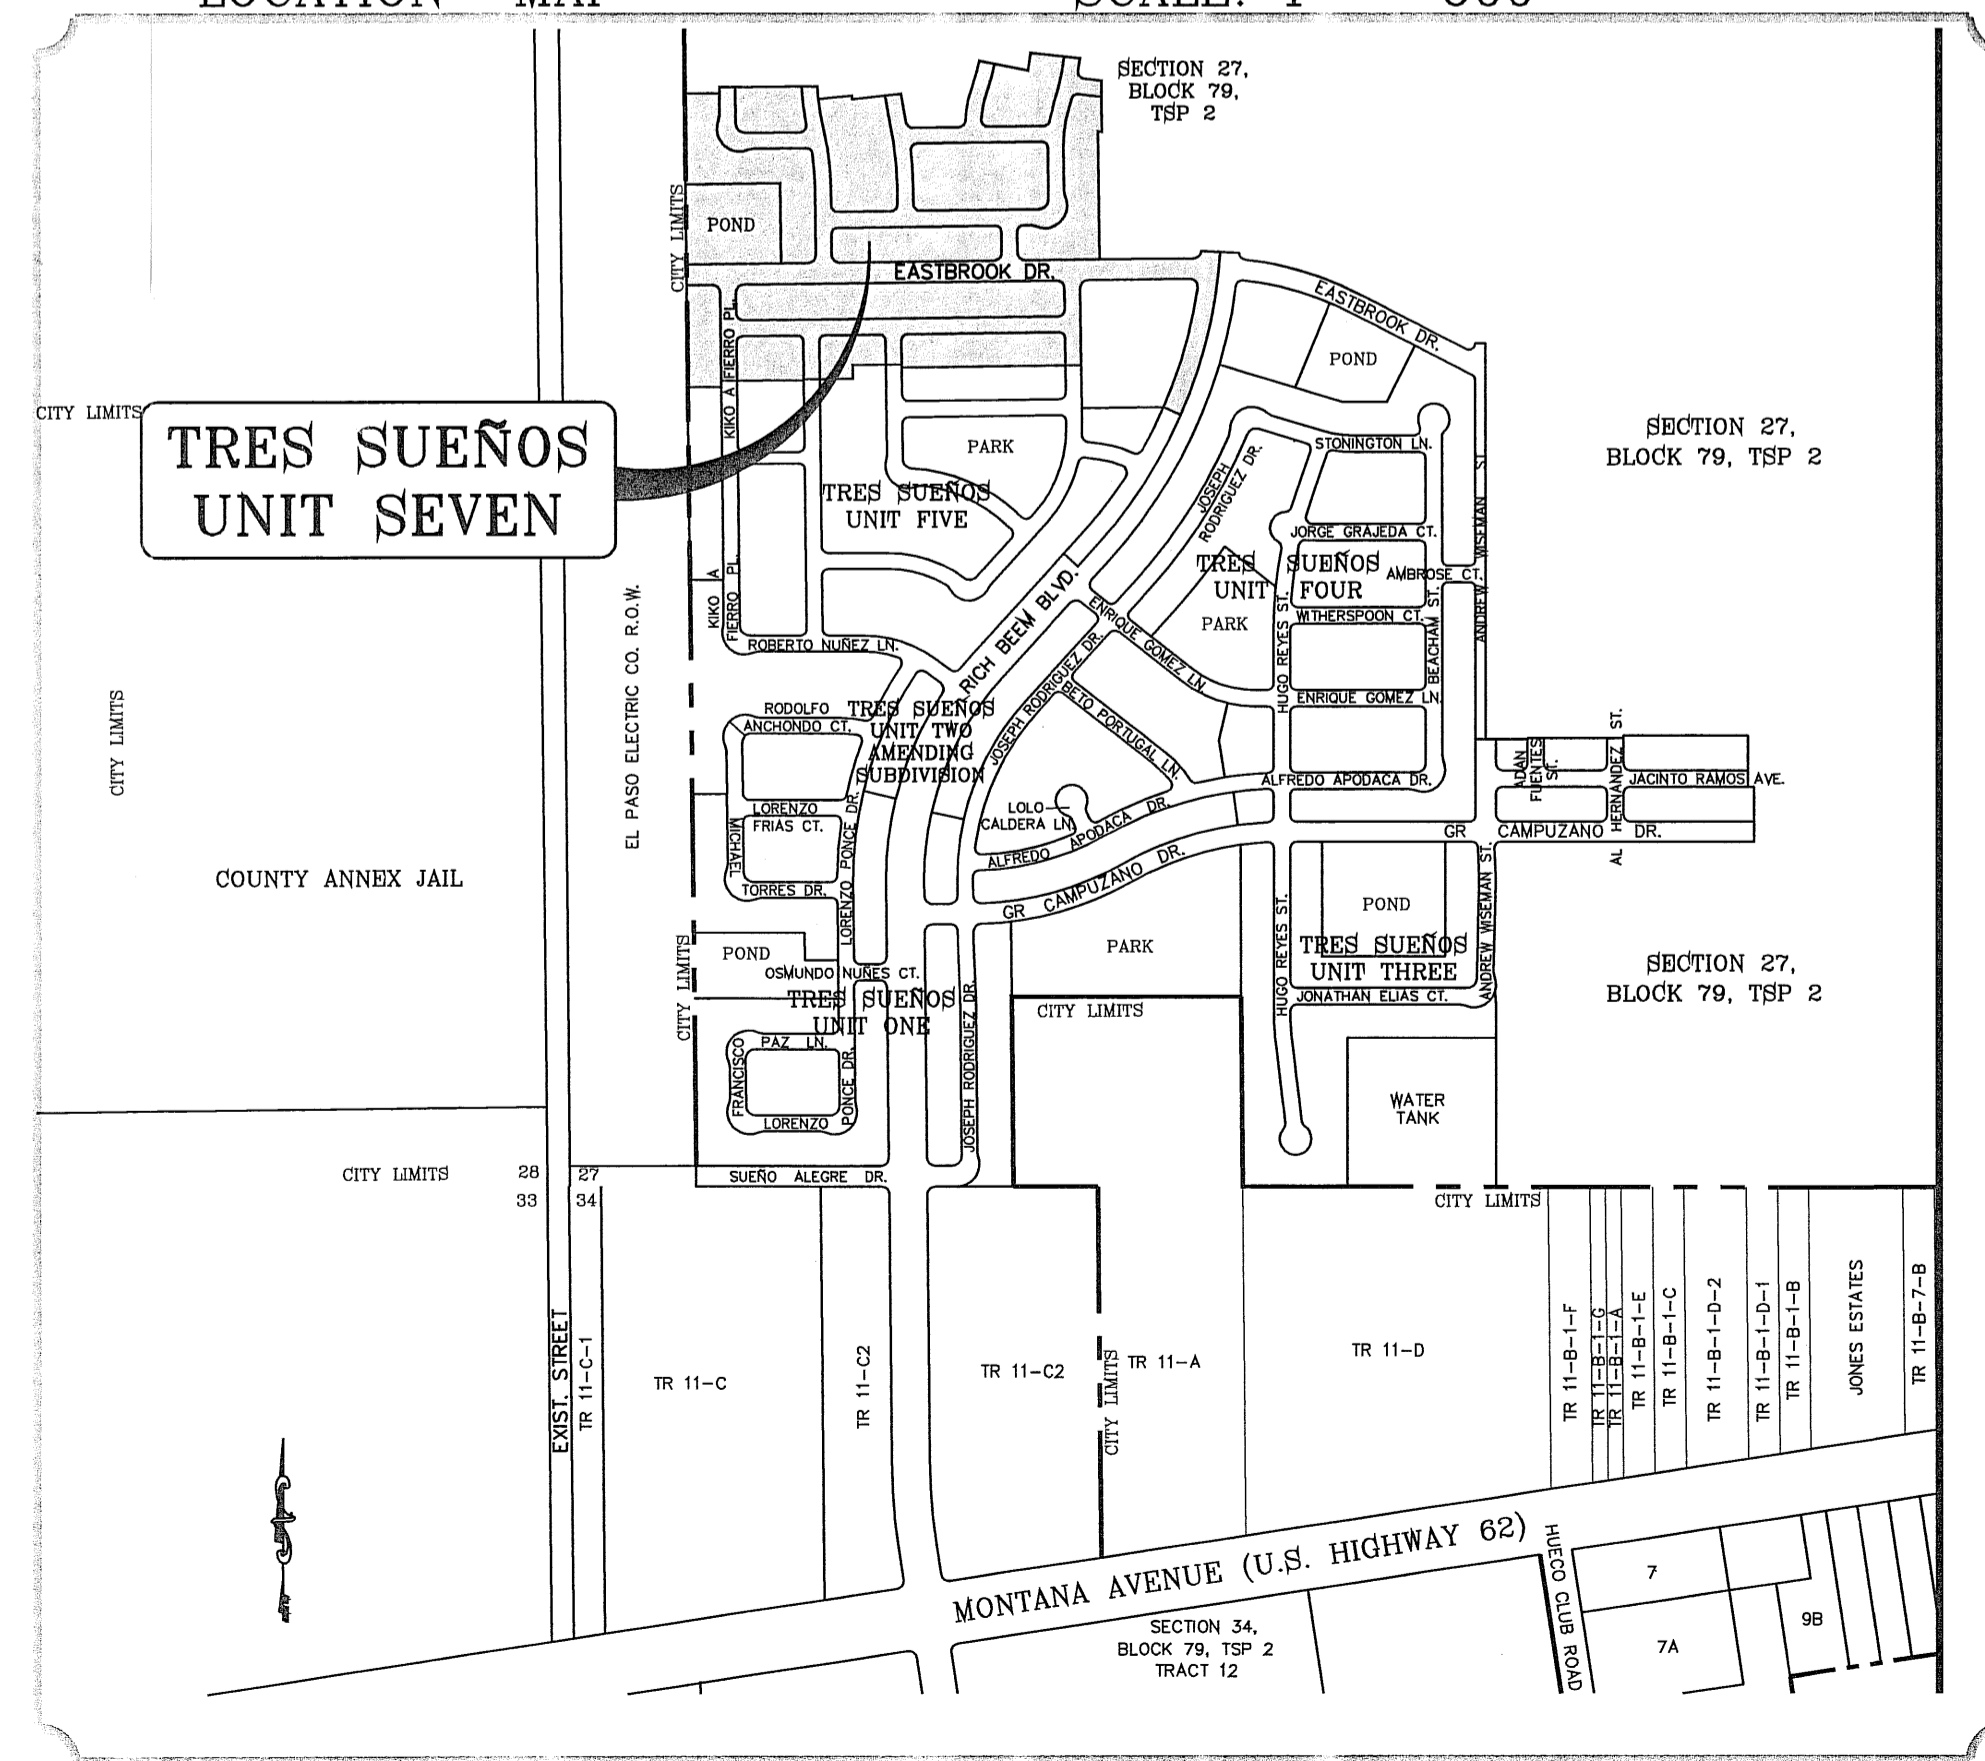 LOCATION MAP
SECTION 27,
BLOCK 79,
TSP 2
CITY LIMITS
POND
EASTBROOK DR.
EASTBROOK DR.
POND
KIKO A FIERRO PL.
CITY LIMITS
TRES SUEÑOS
UNIT SEVEN
PARK
STONINGTON LN.
SECTION 27,
BLOCK 79, TSP 2
JOSEPH
RODRIGUEZ DR.
TRES SUEÑOS
UNIT FIVE
ANDREW WISEMAN ST.
JORGE GRAJEDA CT.
TRES SUEÑOS
UNIT FOUR
AMBROSE CT.
KIKO A
FIERRO PL.
EL PASO ELECTRIC CO. R.O.W.
RICH BEEM BLVD.
ENRIQUE GOMEZ LN.
PARK
HUGO REYES ST.
WITHERSPOON CT.
BEACHAM ST.
ROBERTO NUÑEZ LN.
JOSEPH RODRIGUEZ DR.
BETO PORTUGAL LN.
ENRIQUE GOMEZ LN.
CITY LIMITS
RODOLFO
ANCHONDO CT.
TRES SUEÑOS
UNIT TWO
AMENDING
SUBDIVISION
ALFREDO APODACA DR.
ADAN
FUENTES
ST.
AL HERNANDEZ ST.
JACINTO RAMOS AVE.
LORENZO
FRIAS CT.
MICHAEL
TORRES DR.
LORENZO PONCE DR.
LOLO
CALDERA LN.
ALFREDO APODACA DR.
GR CAMPUZANO DR.
GR CAMPUZANO DR.
COUNTY ANNEX JAIL
POND
HUGO REYES ST.
ANDREW WISEMAN ST.
CITY LIMITS
POND
PARK
TRES SUEÑOS
UNIT THREE
SECTION 27,
BLOCK 79, TSP 2
OSMUNDO NUÑES CT.
TRES SUEÑOS
UNIT ONE
JONATHAN ELIAS CT.
CITY LIMITS
JOSEPH RODRIGUEZ DR.
FRANCISCO
PAZ LN.
PONCE DR.
LORENZO
WATER
TANK
CITY LIMITS
28
27
33
34
SUEÑO ALEGRE DR.
CITY LIMITS
EXIST. STREET
TR 11-C-1
TR 11-C
TR 11-C2
TR 11-C2
CITY LIMITS
TR 11-A
TR 11-D
TR 11-B-1-F
TR 11-B-1-G
TR 11-B-1-A
TR 11-B-1-E
TR 11-B-1-C
TR 11-B-1-D-2
TR 11-B-1-D-1
TR 11-B-1-B
JONES ESTATES
TR 11-B-7-B
MONTANA AVENUE (U.S. HIGHWAY 62)
HUECO CLUB ROAD
SECTION 34,
BLOCK 79, TSP 2
TRACT 12
7
7A
9B